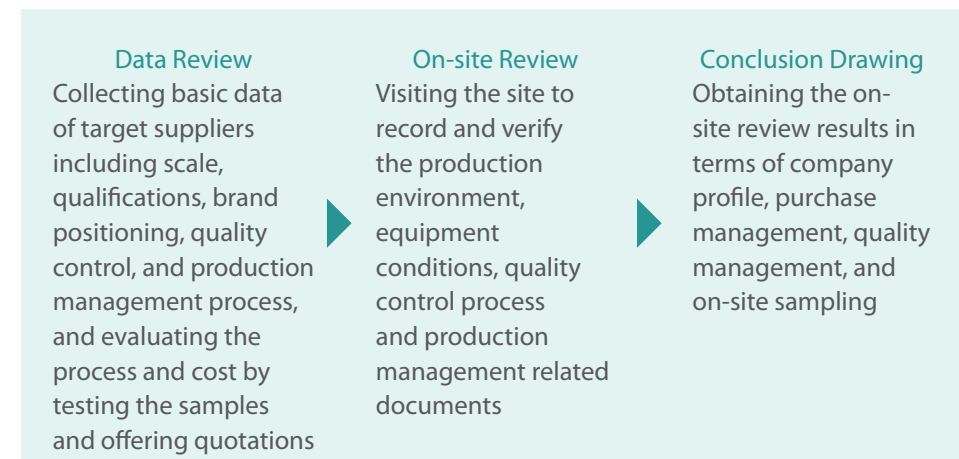 Data Review
Collecting basic data
of target suppliers
including scale,
qualifications, brand
positioning, quality
control, and production
management process,
and evaluating the
process and cost by
testing the samples
and offering quotations
On-site Review
Visiting the site to
record and verify
the production
environment,
equipment
conditions, quality
control process
and production
management related
documents
Conclusion Drawing
Obtaining the on-
site review results in
terms of company
profile, purchase
management, quality
management, and
on-site sampling